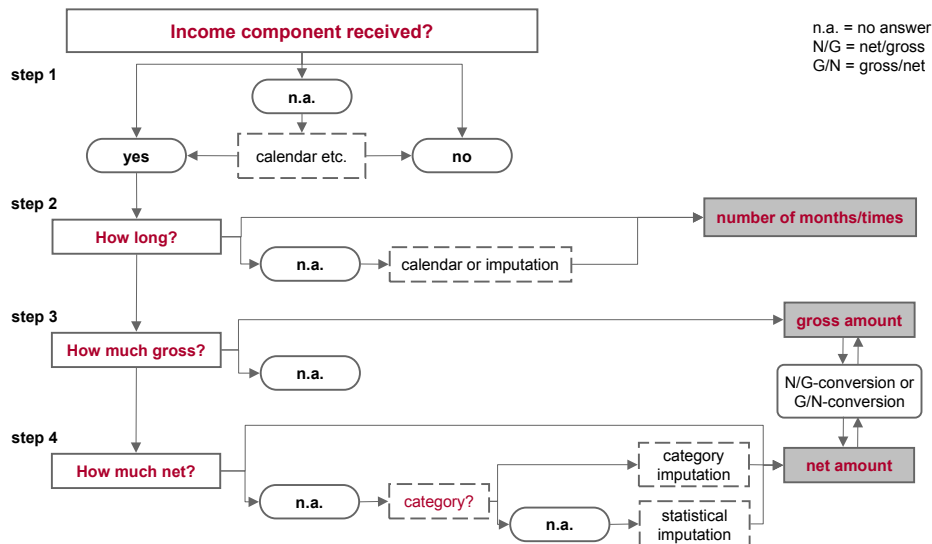 Income component received?
n.a. = no answer
N/G = net/gross
G/N = gross/net
step 1
n.a.
yes
calendar etc.
no
step 2
number of months/times
How long?
n.a.
calendar or imputation
step 3
gross amount
How much gross?
n.a.
N/G-conversion or
G/N-conversion
step 4
How much net?
category
imputation
net amount
n.a.
category?
n.a.
statistical
imputation